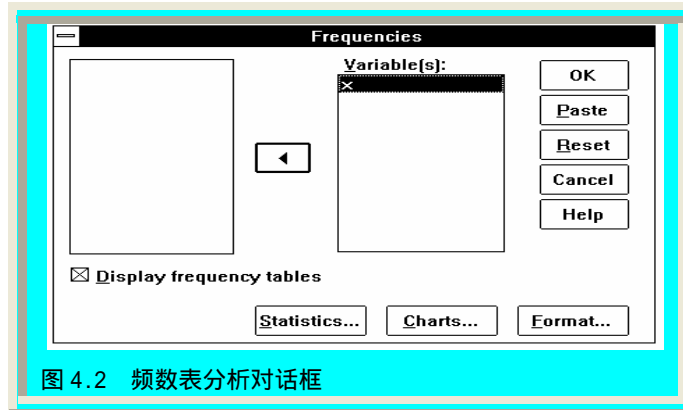 Frequencies
Variable(s):
x
OK
Paste
Reset
Cancel
Help
Display frequency tables
Statistics...
Charts...
Format...
图 4.2 频数表分析对话框